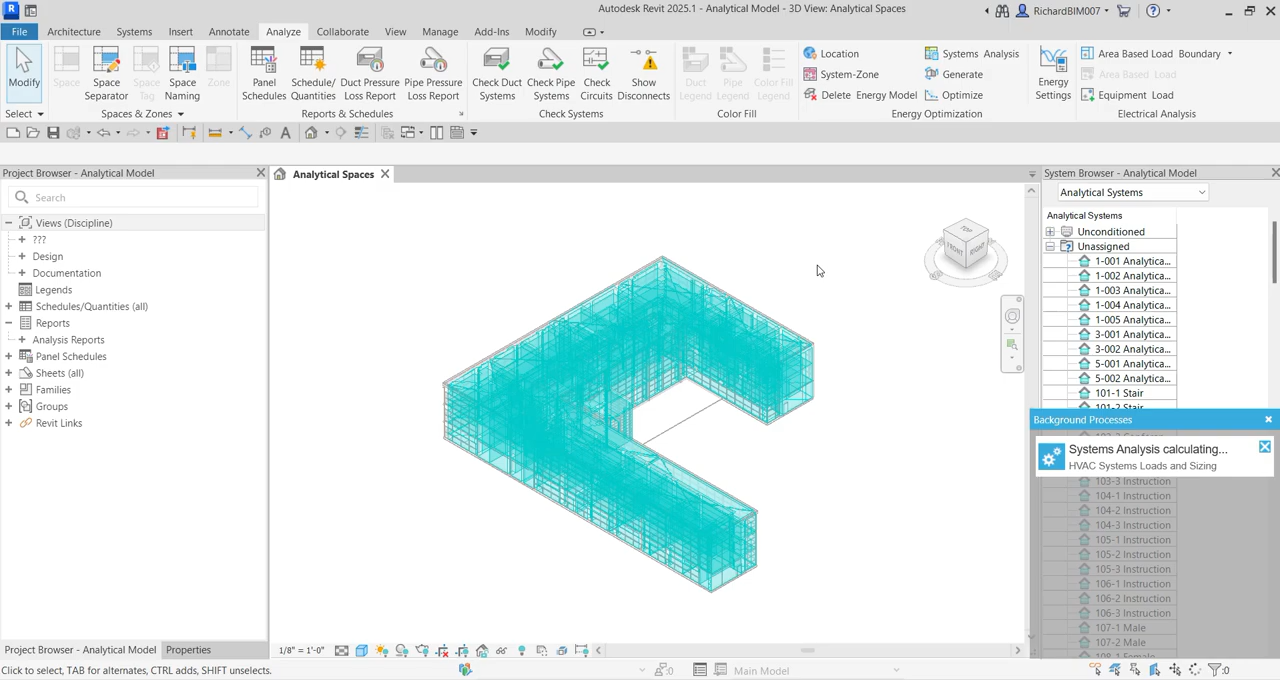 Autodesk Revit 2025.1 - Analytical Model - 3D View: Analytical Spaces
RichardBIM007
File Architecture Systems Insert Annotate Analyze Collaborate View Manage Add-Ins Modify
Modify
Space
Space Separator
Space Tag
Space Naming
Zone
Panel Schedules
Schedule/ Quantities
Duct Pressure Loss Report
Pipe Pressure Loss Report
Check Duct Systems
Check Pipe Systems
Check Circuits
Show Disconnects
Duct Legend
Pipe Legend
Color Fill Legend
Location
System-Zone
Delete Energy Model
Systems Analysis
Generate
Optimize
Energy Settings
Area Based Load Boundary
Area Based Load
Equipment Load
Select
Spaces & Zones
Reports & Schedules
Check Systems
Color Fill
Energy Optimization
Electrical Analysis
Project Browser - Analytical Model
Search
Views (Discipline)
???
Design
Documentation
Legends
Schedules/Quantities (all)
Reports
Analysis Reports
Panel Schedules
Sheets (all)
Families
Groups
Revit Links
Project Browser - Analytical Model
Properties
Analytical Spaces
TOP
FRONT
RIGHT
1/8" = 1'-0"
System Browser - Analytical Model
Analytical Systems
Analytical Systems
Unconditioned
Unassigned
1-001 Analytica...
1-002 Analytica...
1-003 Analytica...
1-004 Analytica...
1-005 Analytica...
3-001 Analytica...
3-002 Analytica...
5-001 Analytica...
5-002 Analytica...
101-1 Stair
101-2 Stair
Background Processes
Systems Analysis calculating...
HVAC Systems Loads and Sizing
103-3 Instruction
104-1 Instruction
104-2 Instruction
104-3 Instruction
105-1 Instruction
105-2 Instruction
105-3 Instruction
106-1 Instruction
106-2 Instruction
106-3 Instruction
107-1 Male
107-2 Male
108-1 Female
Click to select, TAB for alternates, CTRL adds, SHIFT unselects.
:0
Main Model
:0